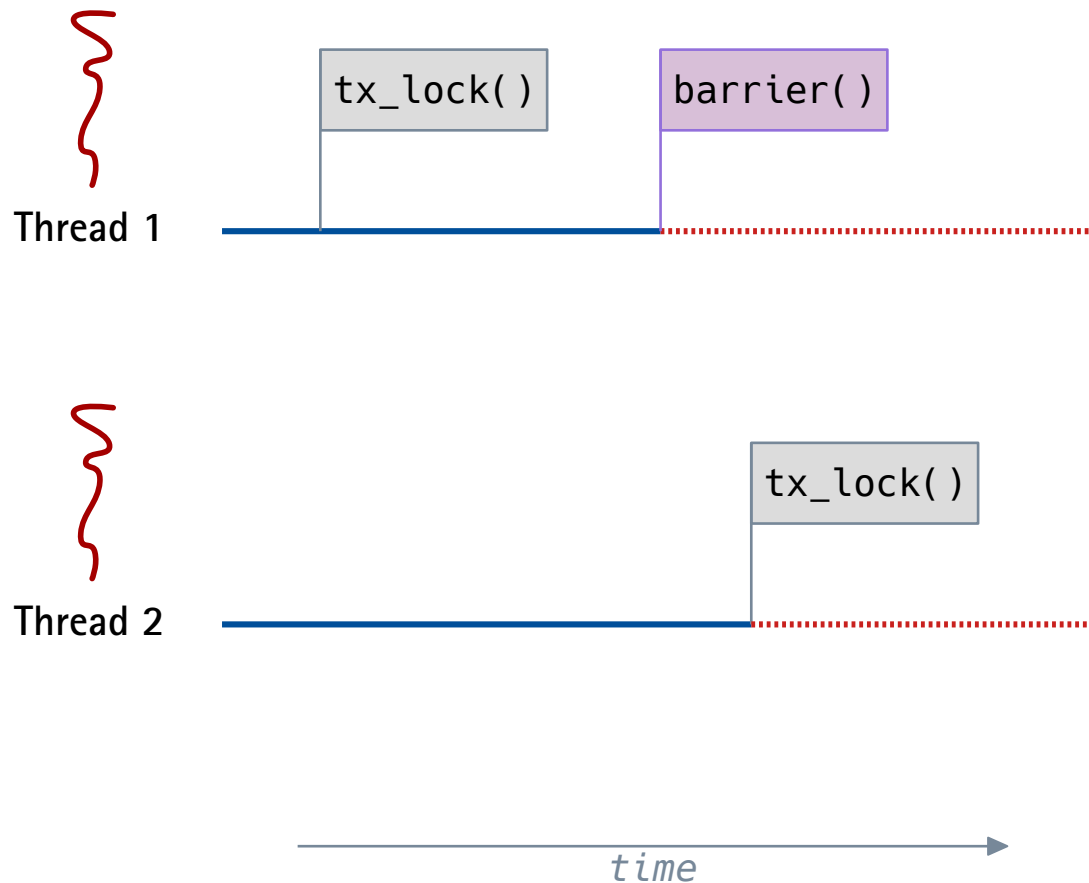 tx_lock()
barrier()
Thread 1
tx_lock()
Thread 2
time